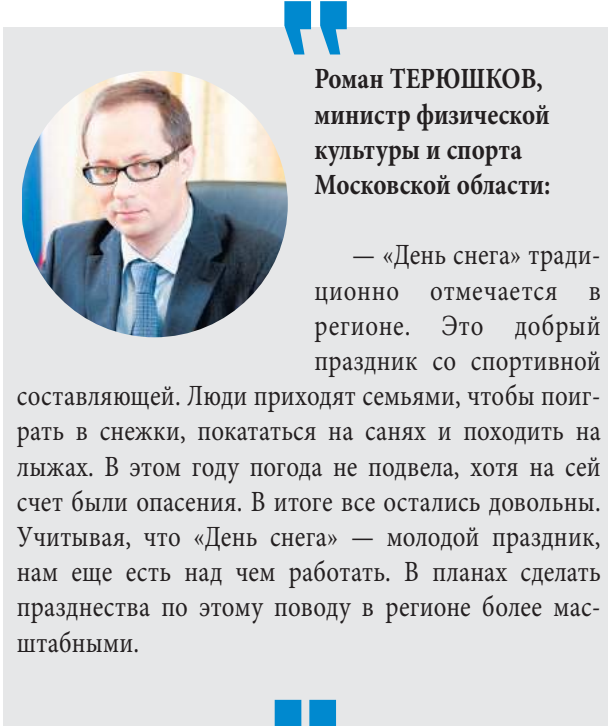 Роман ТЕРЮШКОВ,
министр физической
культуры и спорта
Московской области:
— «День снега» тради-
ционно отмечается в
регионе. Это добрый
праздник со спортивной
составляющей. Люди приходят семьями, чтобы поиг-
рать в снежки, покататься на санях и походить на
лыжах. В этом году погода не подвела, хотя на сей
счет были опасения. В итоге все остались довольны.
Учитывая, что «День снега» — молодой праздник,
нам еще есть над чем работать. В планах сделать
празднества по этому поводу в регионе более мас-
штабными.